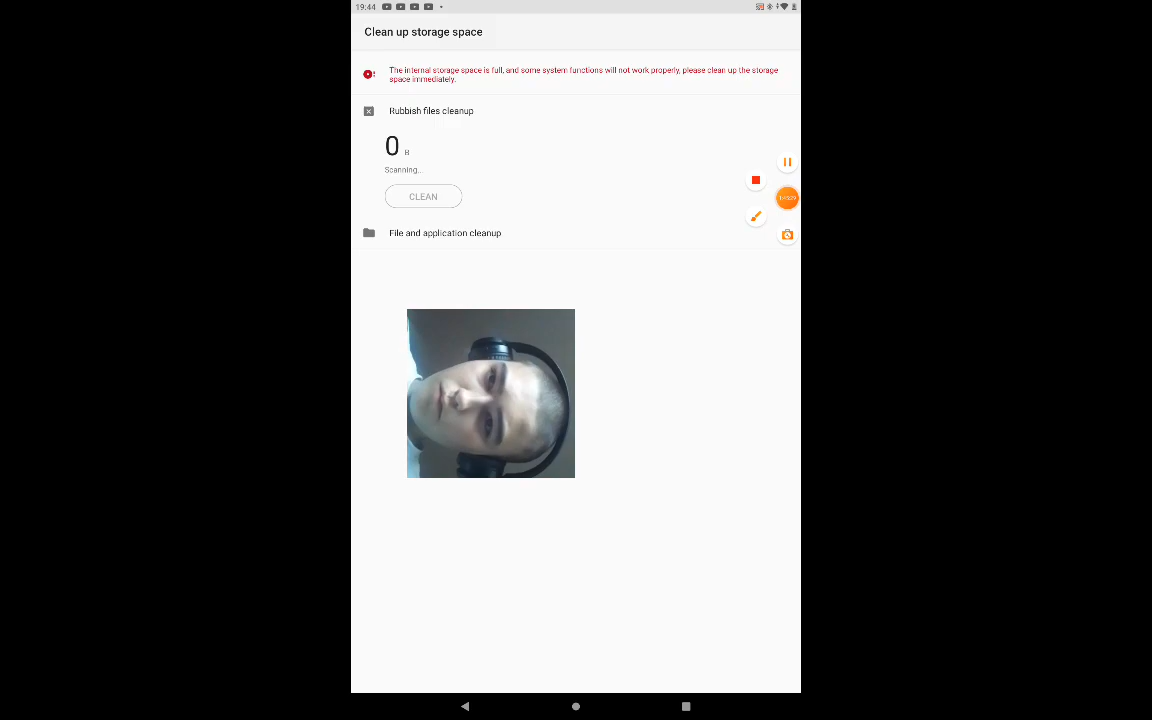 19:44
Clean up storage space
The internal storage space is full, and some system functions will not work properly, please clean up the storage
space immediately.
Rubbish files cleanup
0 B
Scanning...
CLEAN
File and application cleanup